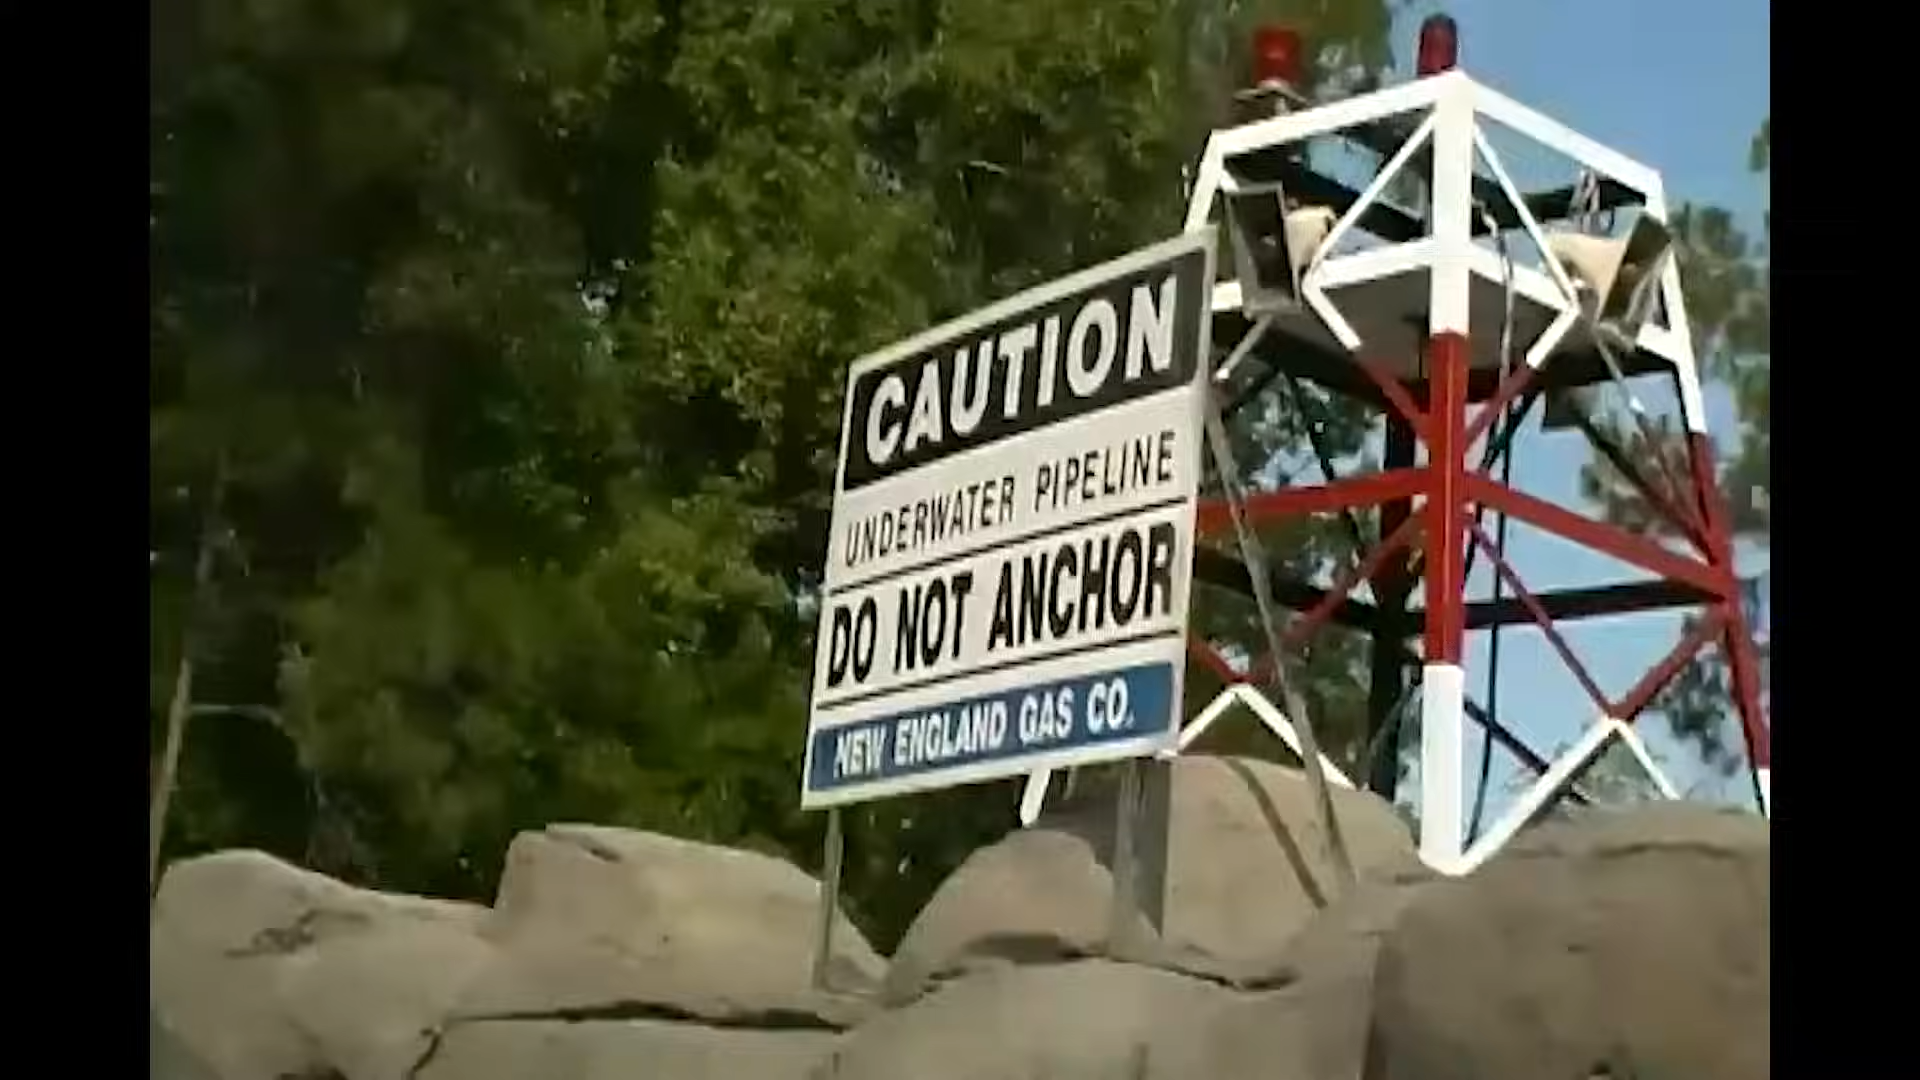 CAUTION
UNDERWATER PIPELINE
DO NOT ANCHOR
NEW ENGLAND GAS CO.